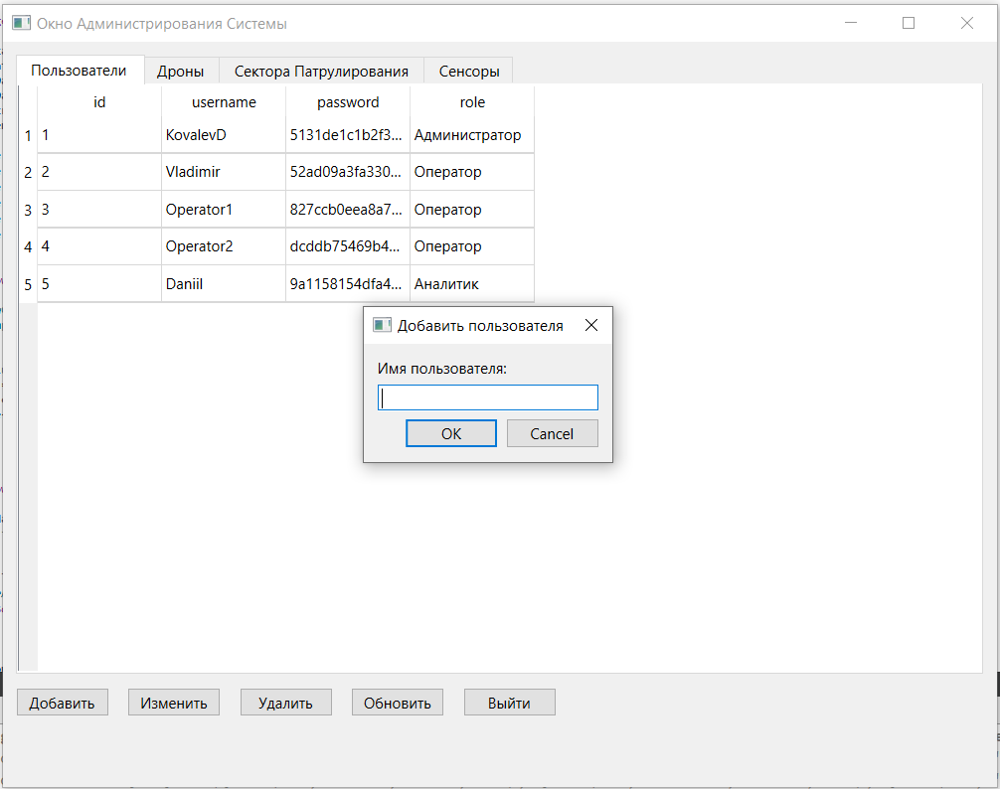 Окно Администрирования Системы
Пользователи Дроны Сектора Патрулирования Сенсоры
id username password role
1 1 KovalevD 5131de1c1b2f3... Администратор
2 2 Vladimir 52ad09a3fa330... Оператор
3 3 Operator1 827ccb0eea8a7... Оператор
4 4 Operator2 dcddb75469b4... Оператор
5 5 Daniil 9a1158154dfa4... Аналитик
Добавить пользователя
Имя пользователя:
OK Cancel
Добавить Изменить Удалить Обновить Выйти